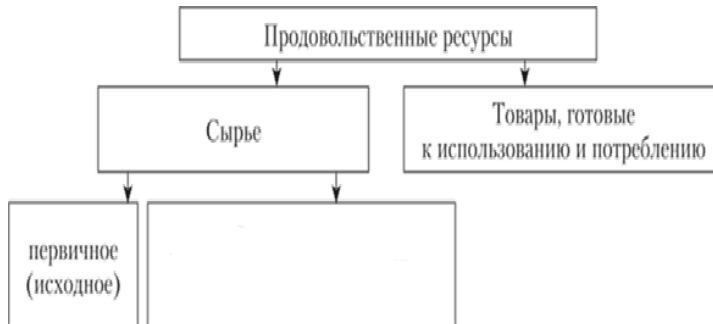 Продовольственные ресурсы
Сырье
Товары, готовые
к использованию и потреблению
первичное
(исходное)